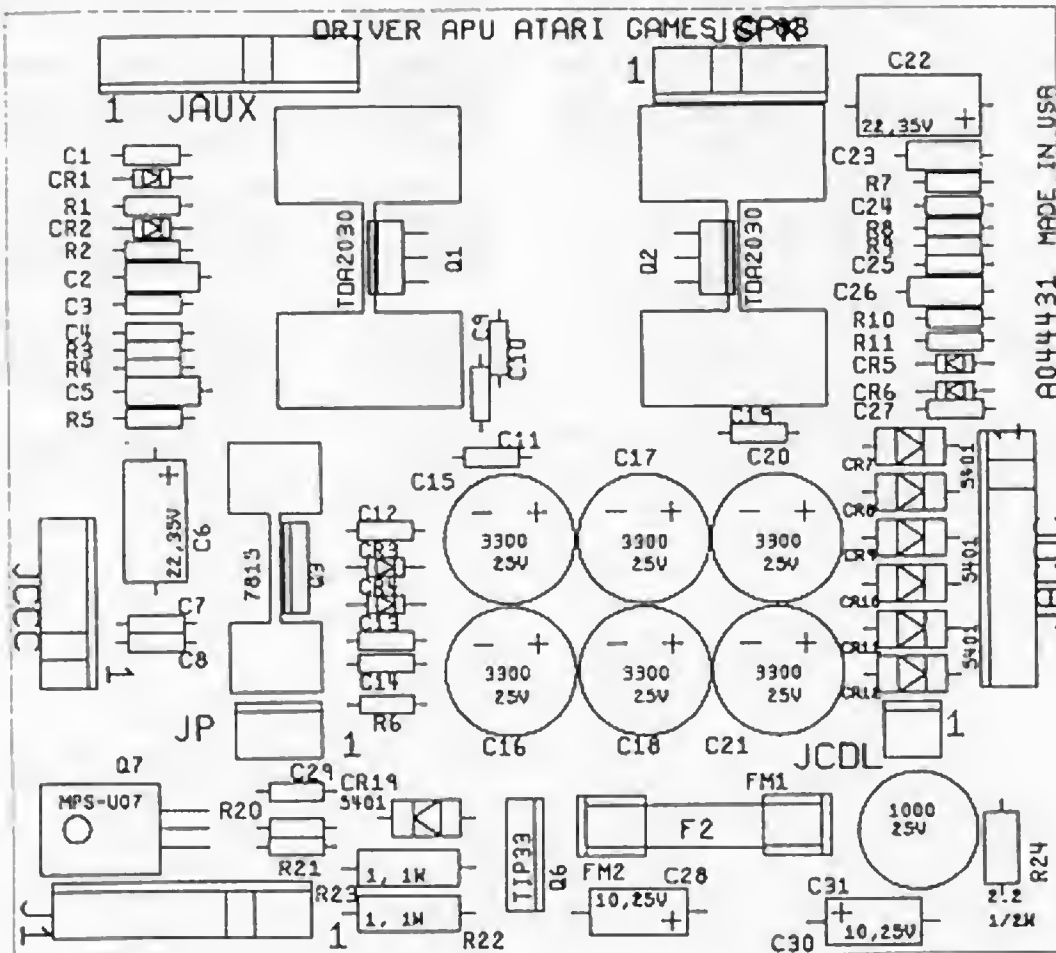 DRIVER APU ATARI GAMES
JSPK
1
JAUX
1
C22
22,35V
+
MADE IN USA
A044431
C1
CR1
R1
CR2
R2
C2
C3
C4
R3
R4
C5
R5
TDA2030
Q1
Q2
TDA2030
C23
R7
C24
R8
R9
C25
C26
R10
R11
CR5
CR6
C27
C9
C10
C19
C11
C15
C17
C20
+
22,35V
C6
7815
Q3
C12
CR3
C13
C14
R6
- +
3300
25V
- +
3300
25V
- +
3300
25V
CR7
CR8
CR9
CR10
CR11
CR12
5401
5401
5401
1
JCC
C7
C8
1
- +
3300
25V
- +
3300
25V
- +
3300
25V
C16
C18
C21
JP
1
JCDL
1
Q7
MPS-U07
C29
R20
R21
CR19
5401
FM1
F2
FM2
TIP33
Q6
1000
25V
R24
2.2
1/2W
R23
1, 1W
1, 1W
R22
1
C28
10,25V
+
C31
+
10,25V
C30